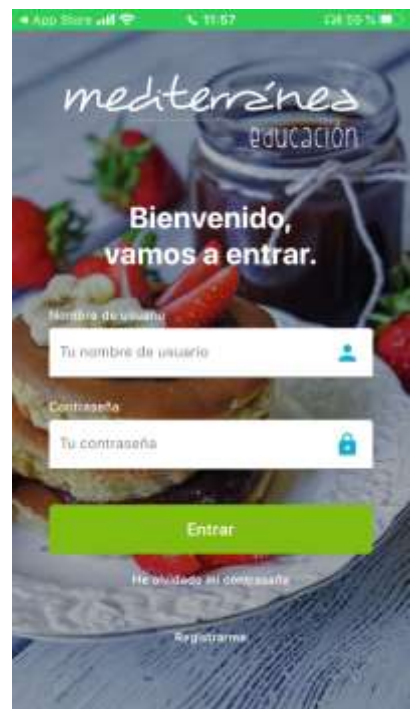 App Store
11:57
mediterránea
educación
Bienvenido,
vamos a entrar.
Nombre de usuario
Tu nombre de usuario
Contraseña
Tu contraseña
Entrar
He olvidado mi contraseña
Registrarme